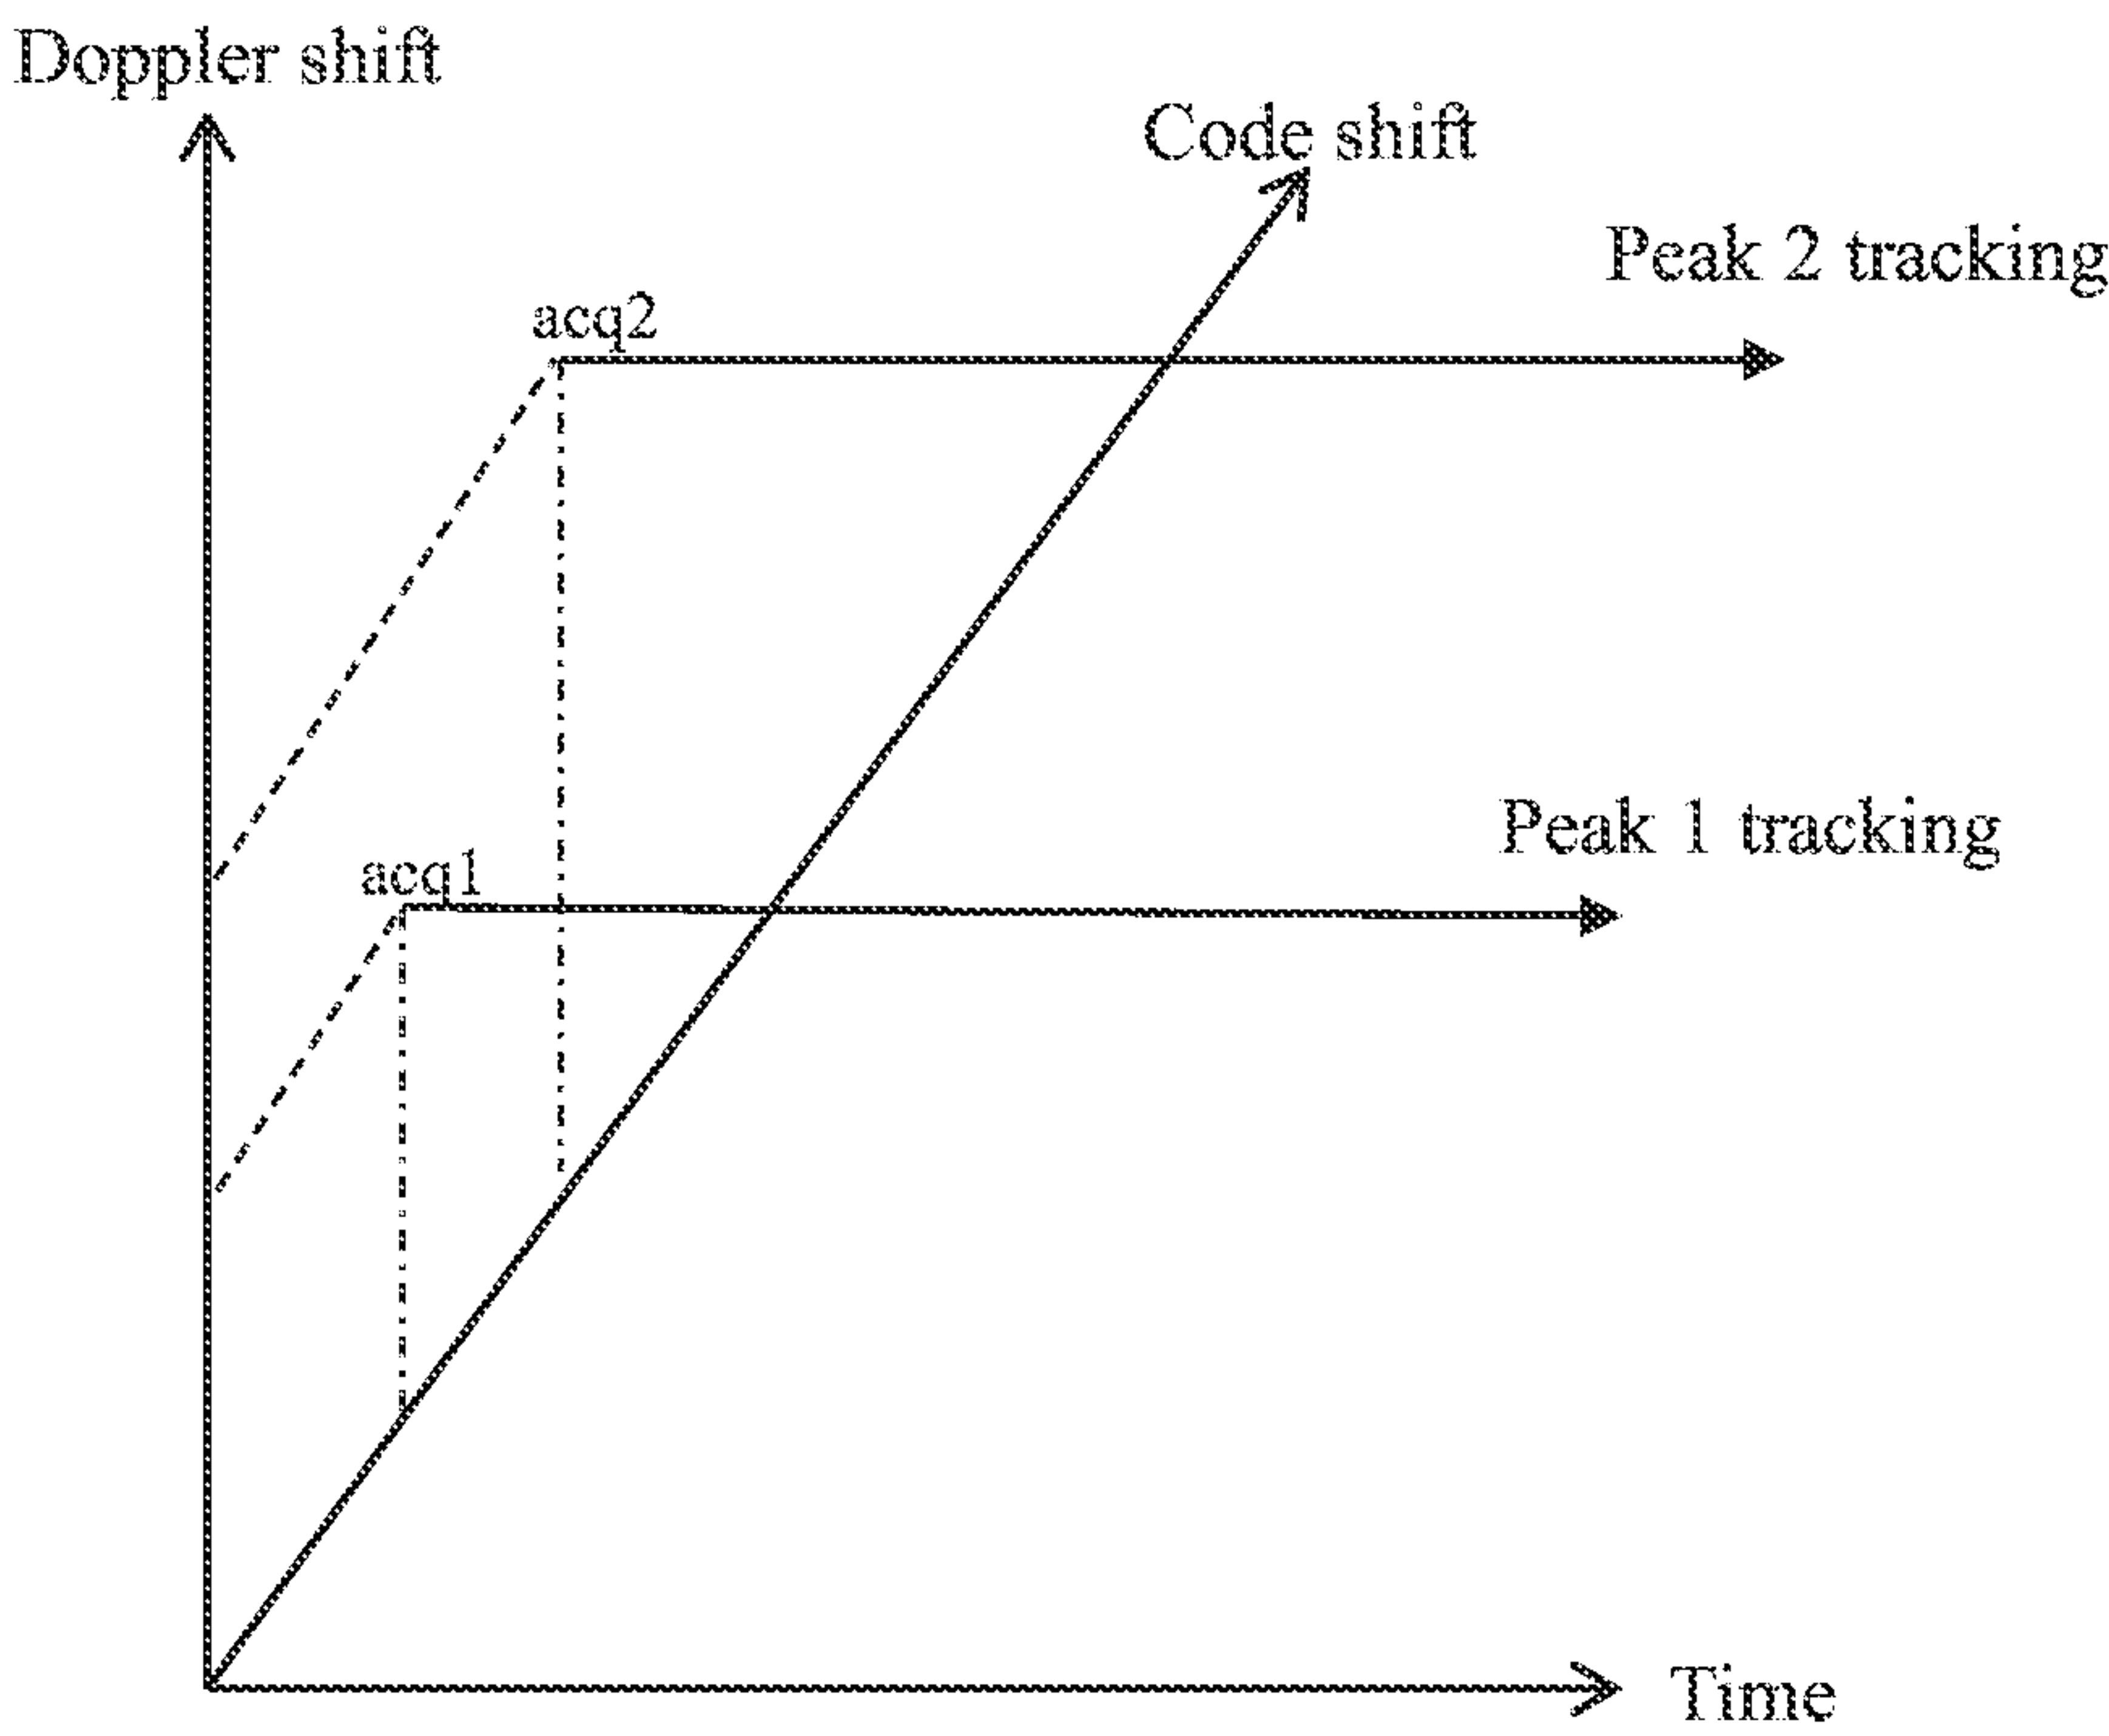 Doppler shift
Code shift
Peak 2 tracking
acq2
Peak 1 tracking
acq1
Time